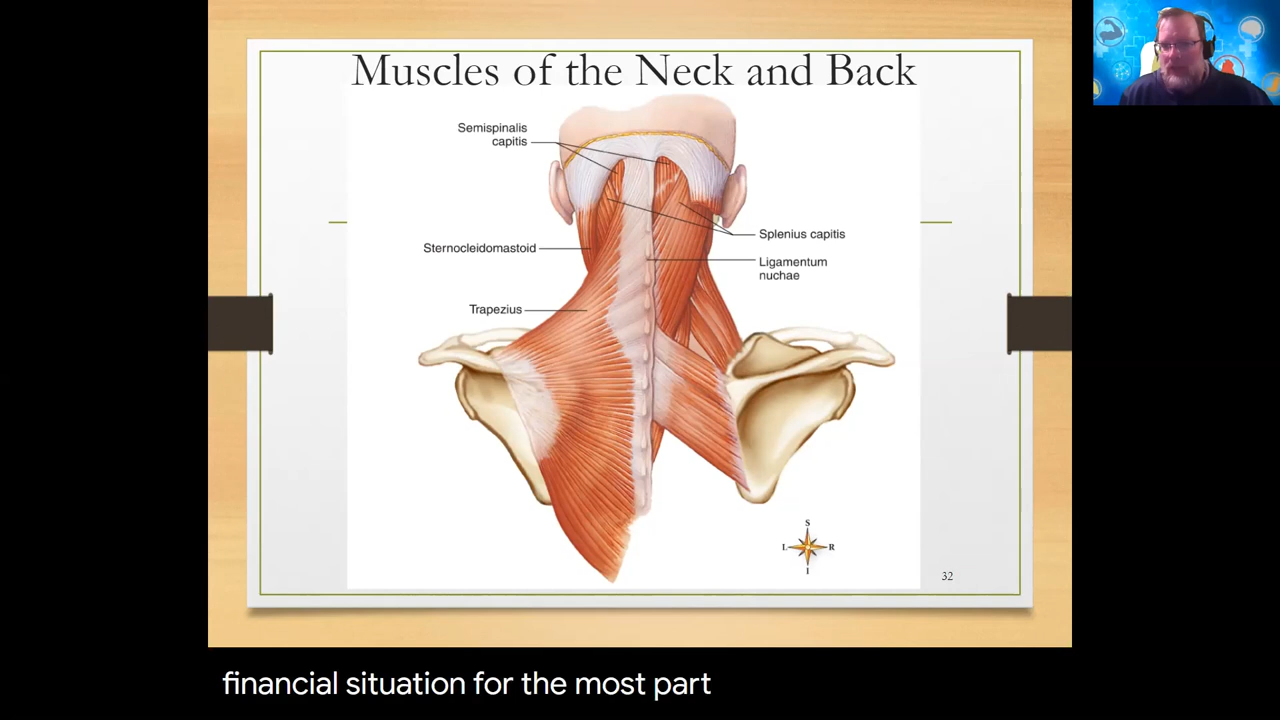 Muscles of the Neck and Back
Semispinalis
capitis
Splenius capitis
Sternocleidomastoid
Ligamentum
nuchae
Trapezius
S
L
R
I
32
financial situation for the most part